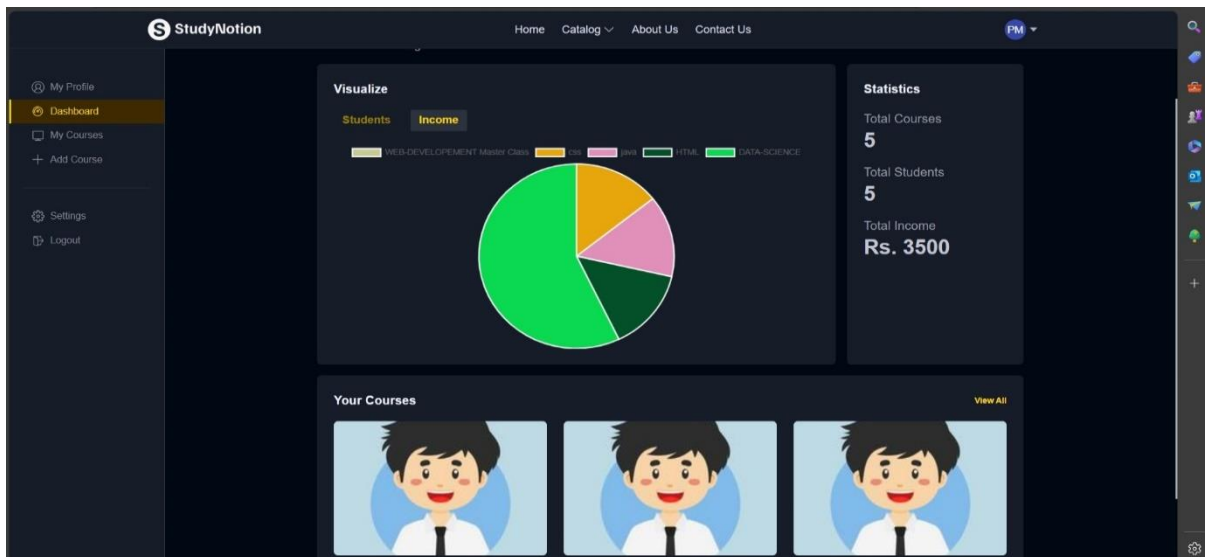 StudyNotion
Home Catalog About Us Contact Us
PM
My Profile
Dashboard
My Courses
Add Course
Settings
Logout
Visualize
Students Income
WEB-DEVELOPEMENT Master Class css java HTML DATA-SCIENCE
Statistics
Total Courses
5
Total Students
5
Total Income
Rs. 3500
Your Courses
View All